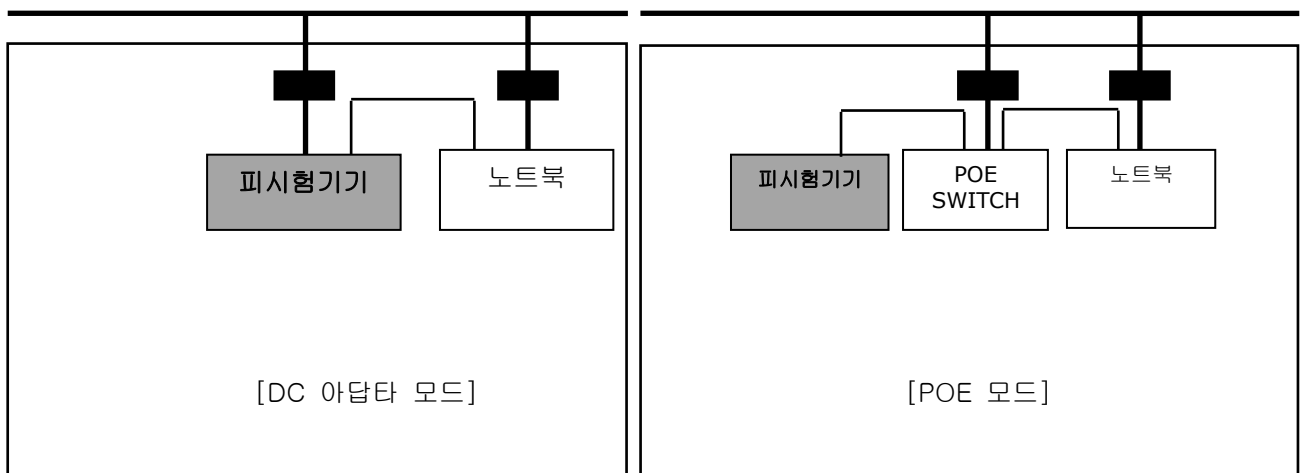 피시험기기
노트북
[DC 아답타 모드]
피시험기기
POE
SWITCH
노트북
[POE 모드]